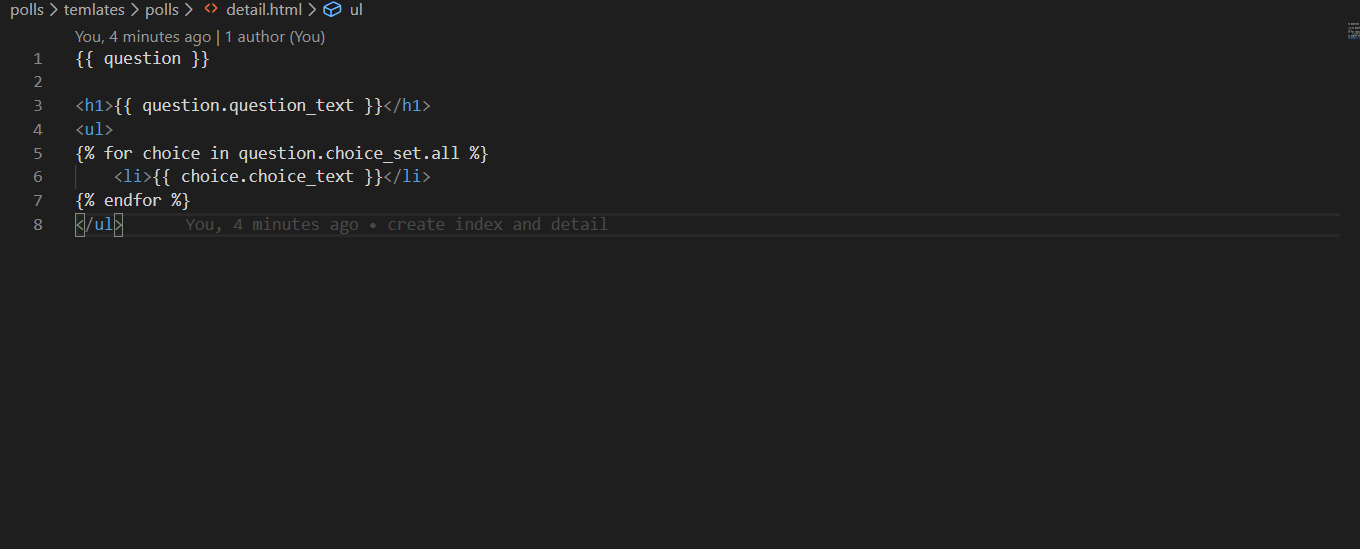 polls > temlates > polls > <> detail.html > ul
You, 4 minutes ago | 1 author (You)
1 {{ question }}
2
3 <h1>{{ question.question_text }}</h1>
4 <ul>
5 {% for choice in question.choice_set.all %}
6     <li>{{ choice.choice_text }}</li>
7 {% endfor %}
8 </ul> You, 4 minutes ago • create index and detail